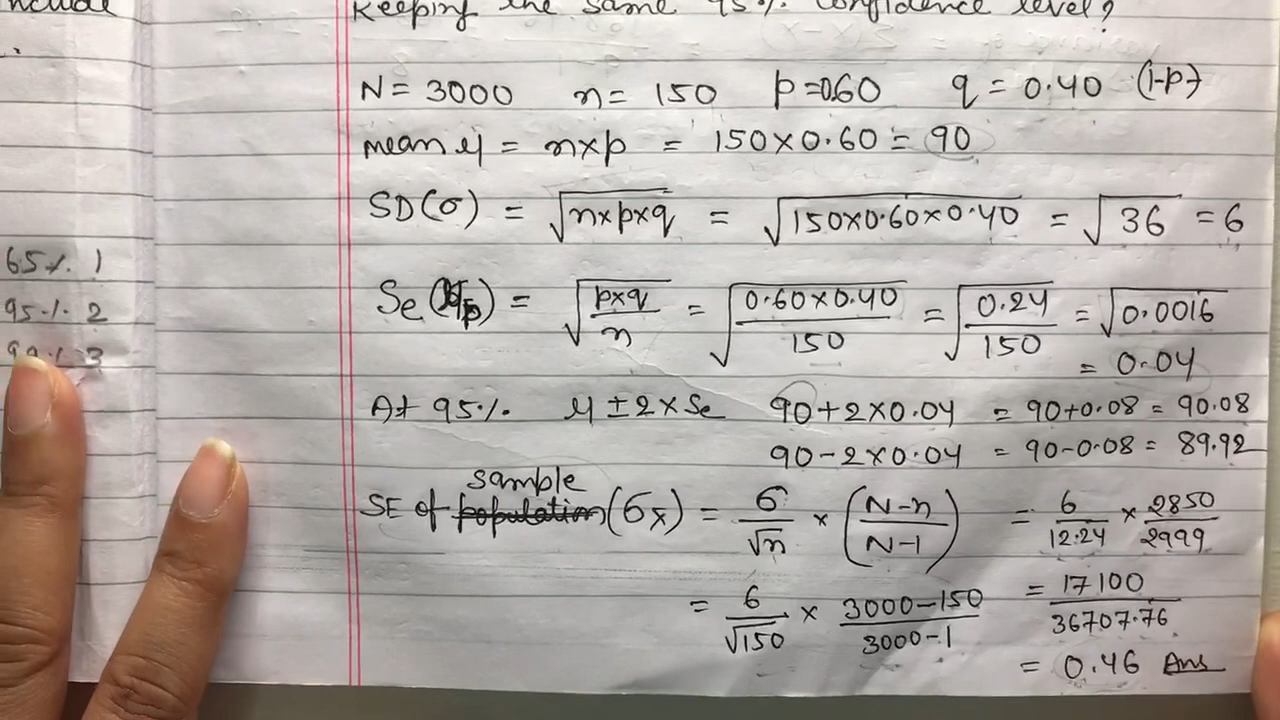 Keeping the same 95% confidence level?
N = 3000 n = 150 p = 0.60 q = 0.40 (1-p)
mean μ = n×p = 150×0.60 = 90
SD(σ) = √n×p×q = √150×0.60×0.40 = √36 = 6
Se( p) = √p×q/n = √0.60×0.40/150 = √0.24/150 = √0.0016
= 0.04
65% 1
95% 2
99% 3
At 95% μ ± 2 × Se 90+2×0.04 = 90+0.08 = 90.08
90-2×0.04 = 90-0.08 = 89.92
SE of population sample (σx) = σ/√n × (N-n/N-1) = 6/12.24 × 2850/2999
= 6/√150 × 3000-150/3000-1 = 17100/36707.76
= 0.46 Ans